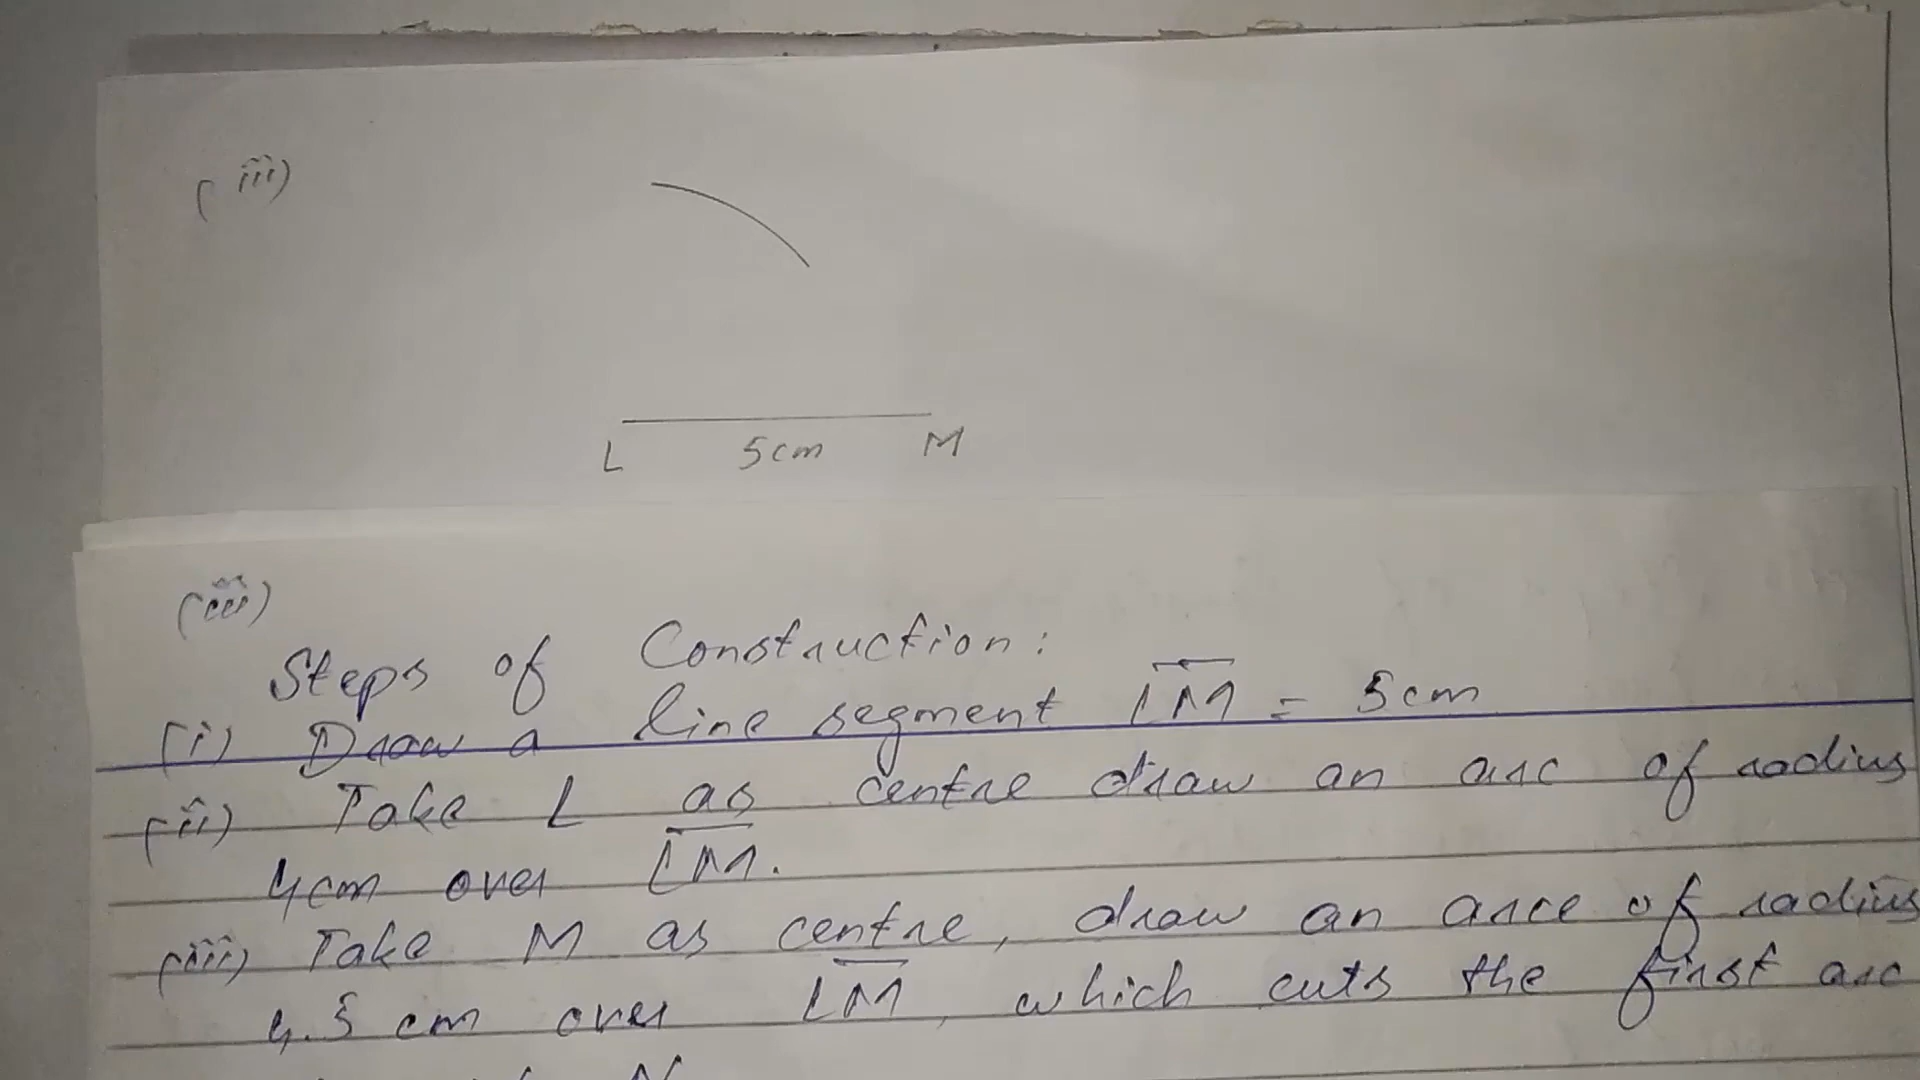 (iii)
L 5cm M
(iii)
Steps of Construction:
(i) Draw a line segment LM = 5cm
(ii) Take L as centre draw an arc of radius
4cm over LM.
(iii) Take M as centre, draw an arce of radius
4.5 cm over LM, which cuts the first arc
N